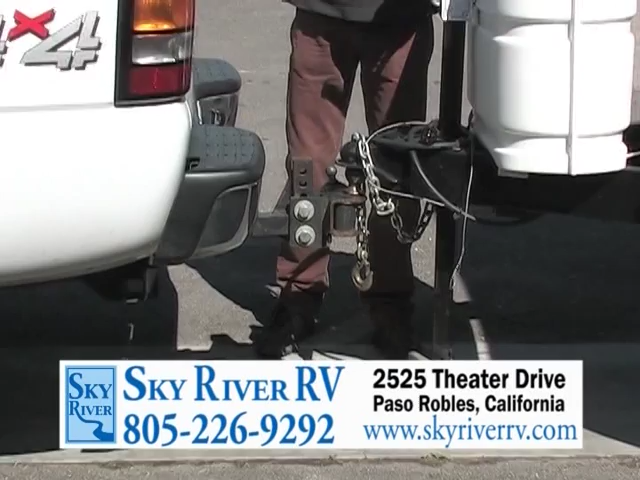 x4
SKY
RIVER
SKY RIVER RV
805-226-9292
2525 Theater Drive
Paso Robles, California
www.skyriverrv.com